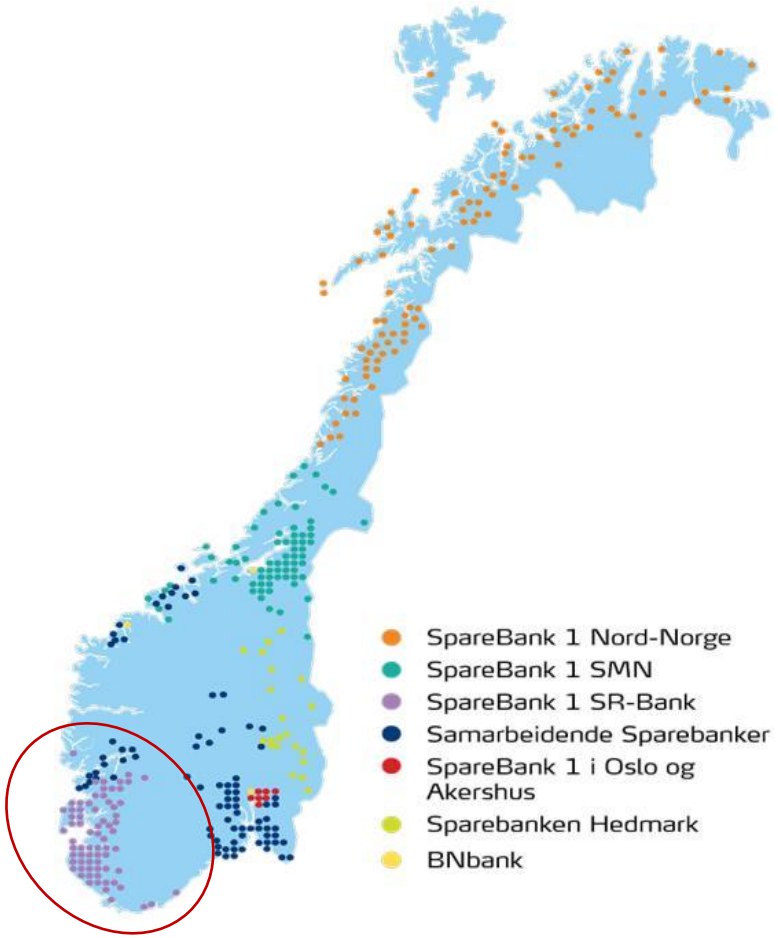 SpareBank 1 Nord-Norge
SpareBank 1 SMN
SpareBank 1 SR-Bank
Samarbeidende Sparebanker
SpareBank 1 i Oslo og
Akershus
Sparebanken Hedmark
BNbank